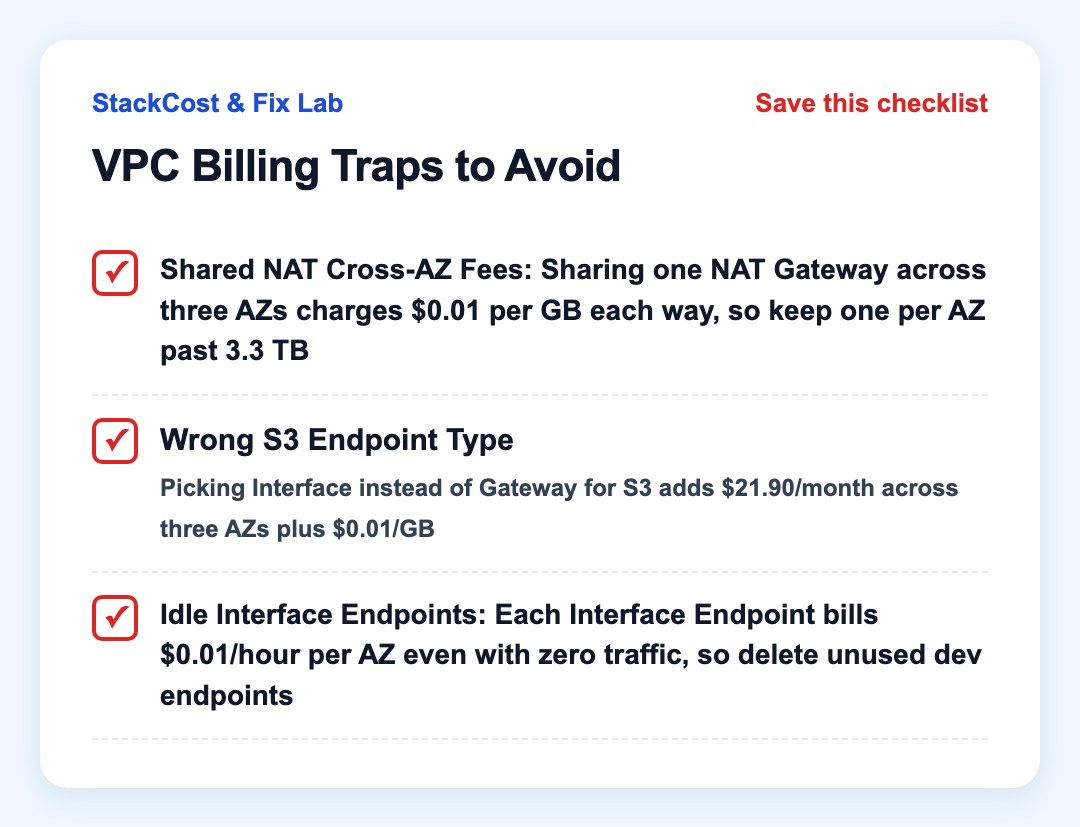 StackCost & Fix Lab
Save this checklist
VPC Billing Traps to Avoid
Shared NAT Cross-AZ Fees: Sharing one NAT Gateway across
three AZs charges $0.01 per GB each way, so keep one per AZ
past 3.3 TB
Wrong S3 Endpoint Type
Picking Interface instead of Gateway for S3 adds $21.90/month across
three AZs plus $0.01/GB
Idle Interface Endpoints: Each Interface Endpoint bills
$0.01/hour per AZ even with zero traffic, so delete unused dev
endpoints